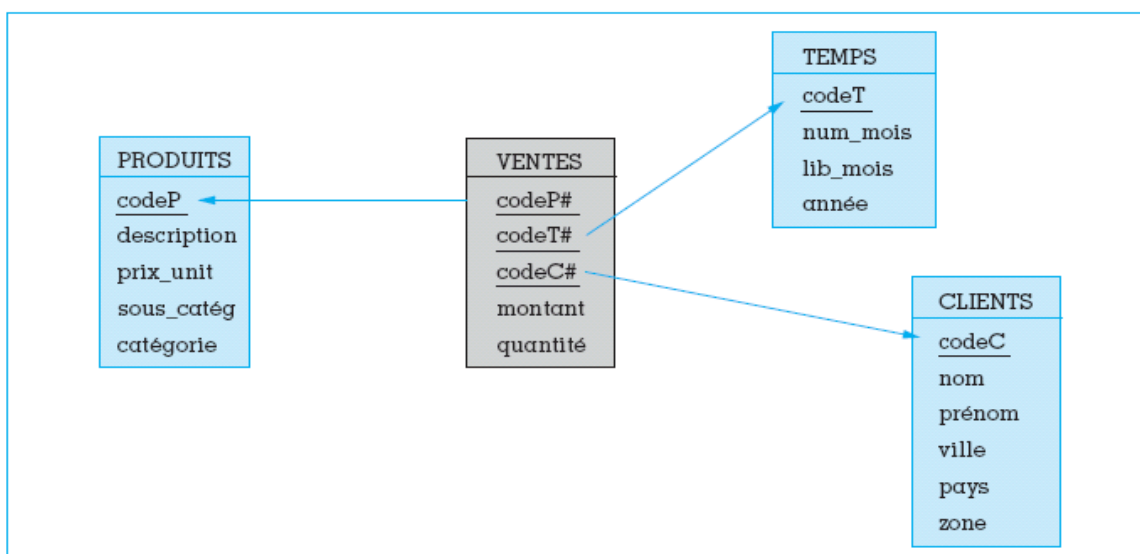 PRODUITS
codeP
description
prix_unit
sous_catég
catégorie
VENTES
codeP#
codeT#
codeC#
montant
quantité
TEMPS
codeT
num_mois
lib_mois
année
CLIENTS
codeC
nom
prénom
ville
pays
zone